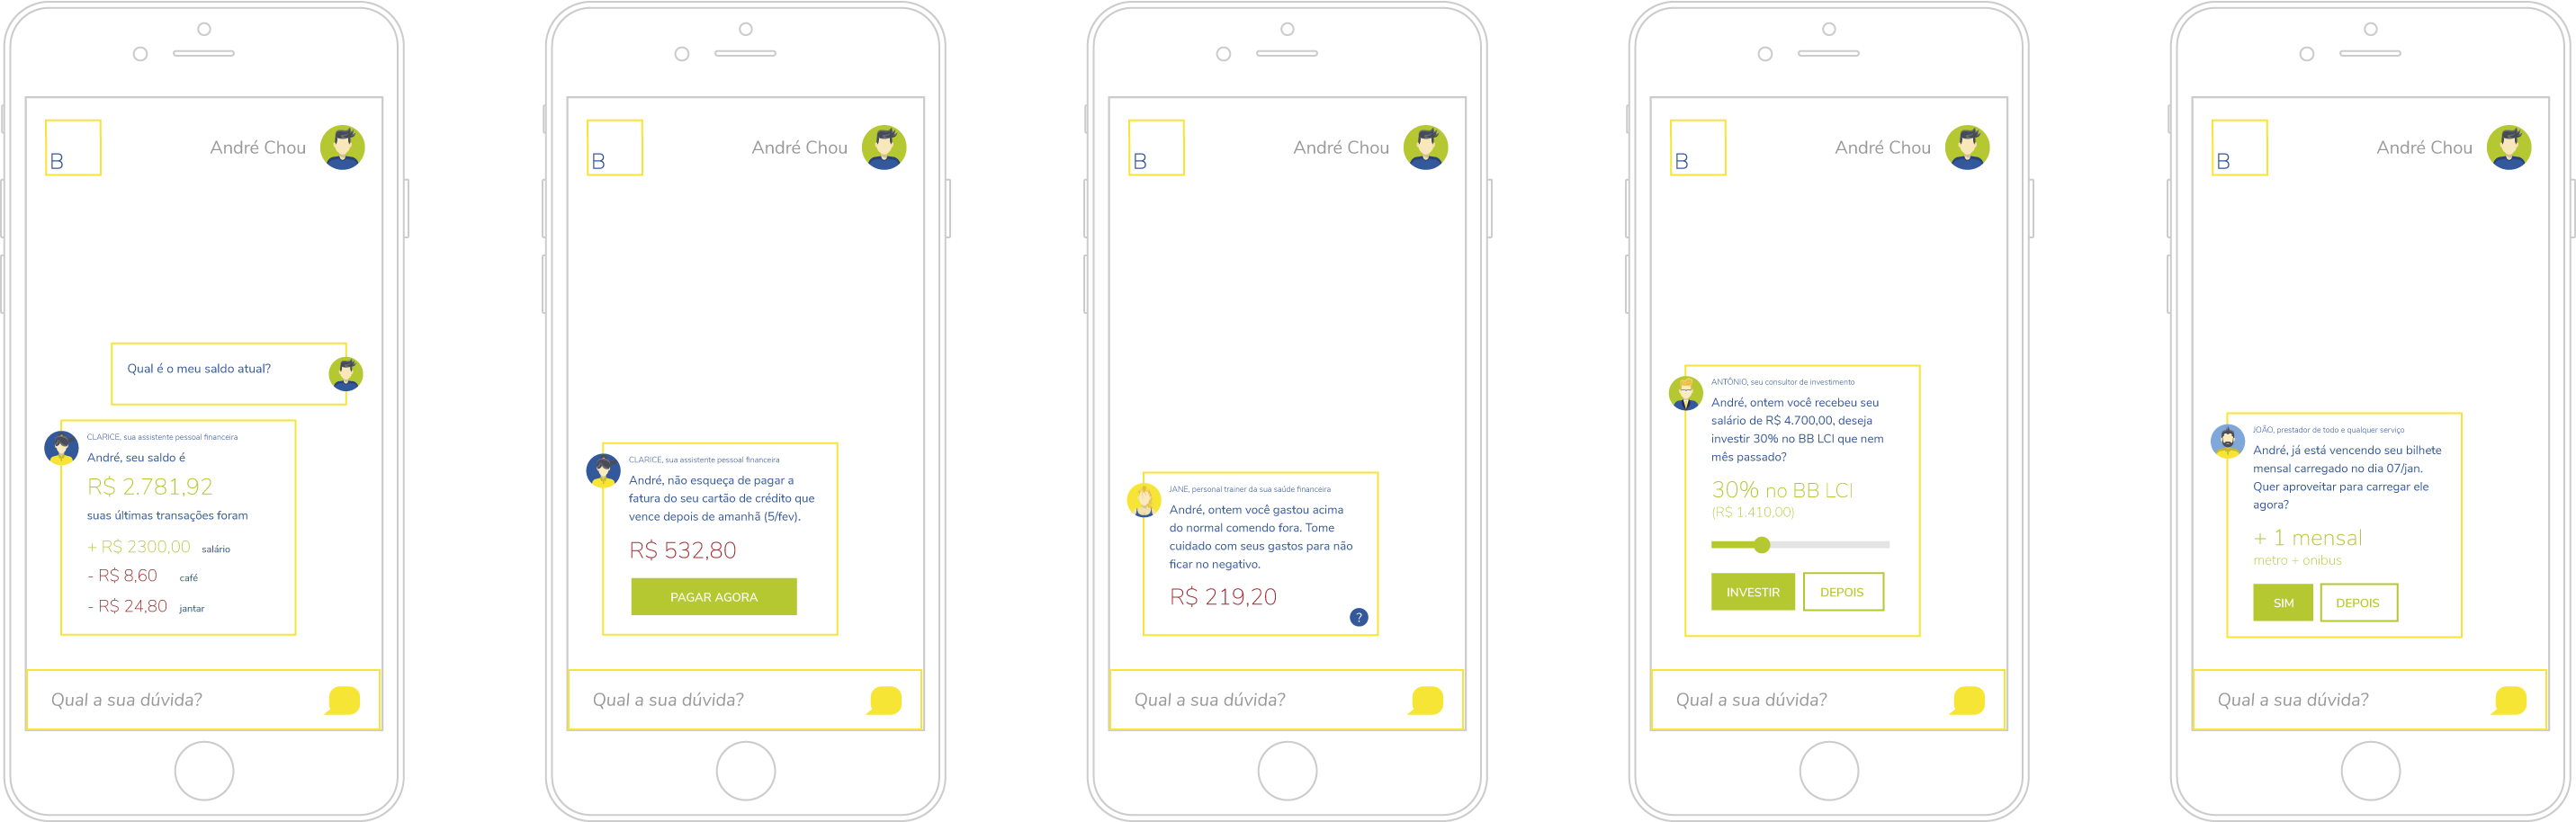 B
André Chou
Qual é o meu saldo atual?
CLARICE, sua assistente pessoal financeira
André, seu saldo é
R$ 2.781,92
suas últimas transações foram
+ R$ 2300,00 salário
- R$ 8,60 café
- R$ 24,80 jantar
Qual a sua dúvida?
B
André Chou
CLARICE, sua assistente pessoal financeira
André, não esqueça de pagar a
fatura do seu cartão de crédito que
vence depois de amanhã (5/fev).
R$ 532,80
PAGAR AGORA
Qual a sua dúvida?
B
André Chou
JANE, personal trainer da sua saúde financeira
André, ontem você gastou acima
do normal comendo fora. Tome
cuidado com seus gastos para não
ficar no negativo.
R$ 219,20
?
Qual a sua dúvida?
B
André Chou
ANTÔNIO, seu consultor de investimento
André, ontem você recebeu seu
salário de R$ 4.700,00, deseja
investir 30% no BB LCI que nem
mês passado?
30% no BB LCI
(R$ 1.410,00)
INVESTIR
DEPOIS
Qual a sua dúvida?
B
André Chou
JOÃO, prestador de todo e qualquer serviço
André, já está vencendo seu bilhete
mensal carregado no dia 07/jan.
Quer aproveitar para carregar ele
agora?
+ 1 mensal
metro + onibus
SIM
DEPOIS
Qual a sua dúvida?